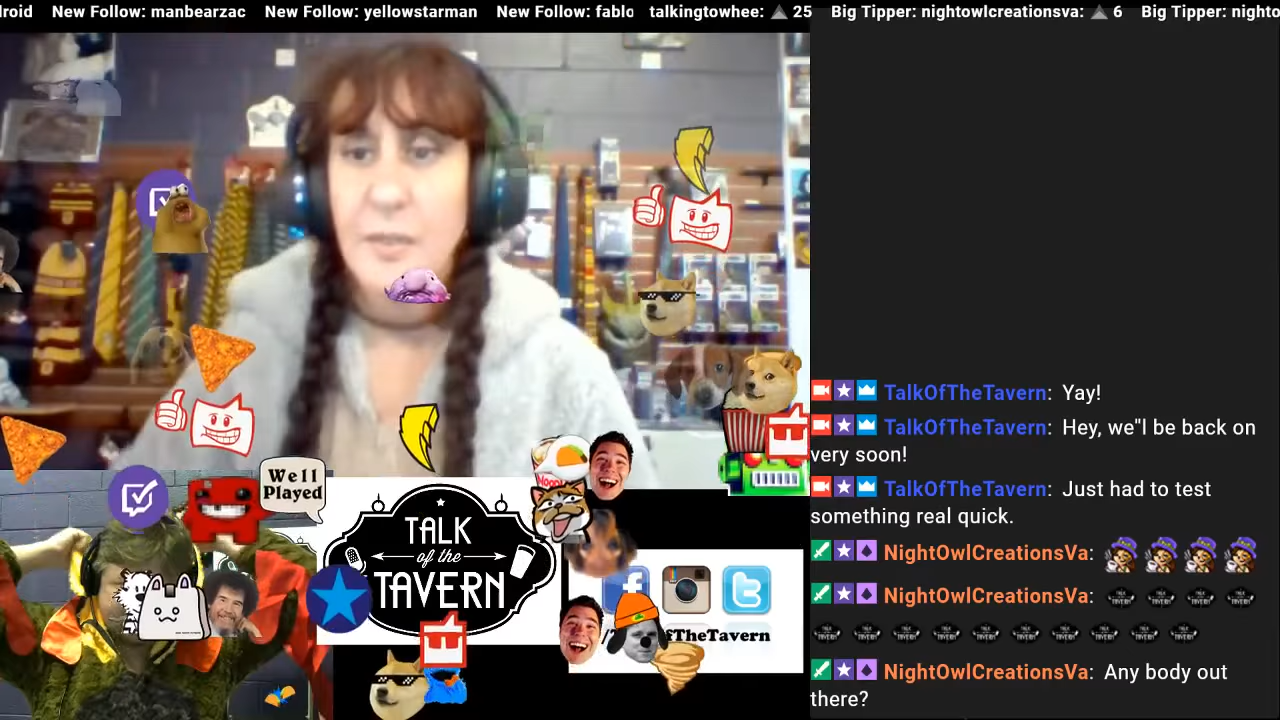 roid New Follow: manbearzac New Follow: yellowstarman New Follow: fablo talkingtowhee: 25 Big Tipper: nightowlcreationsva: 6 Big Tipper: nighto
TalkOfTheTavern: Yay!
TalkOfTheTavern: Hey, we"l be back on
very soon!
TalkOfTheTavern: Just had to test
something real quick.
NightOwlCreationsVa:
NightOwlCreationsVa:
NightOwlCreationsVa: Any body out
there?
Well
Played
TALK
of the
TAVERN
fTheTavern